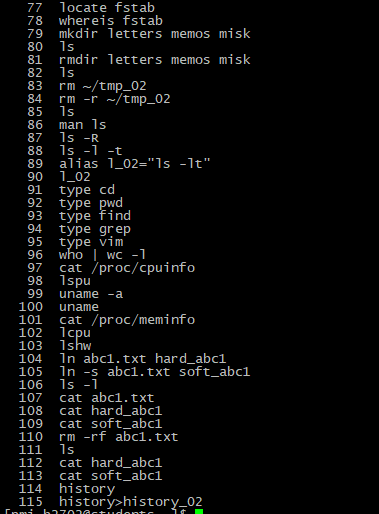 77 locate fstab
78 whereis fstab
79 mkdir letters memos misk
80 ls
81 rmdir letters memos misk
82 ls
83 rm ~/tmp_02
84 rm -r ~/tmp_02
85 ls
86 man ls
87 ls -R
88 ls -l -t
89 alias l_02="ls -lt"
90 l_02
91 type cd
92 type pwd
93 type find
94 type grep
95 type vim
96 who | wc -l
97 cat /proc/cpuinfo
98 lspu
99 uname -a
100 uname
101 cat /proc/meminfo
102 lcpu
103 lshw
104 ln abc1.txt hard_abc1
105 ln -s abc1.txt soft_abc1
106 ls -l
107 cat abc1.txt
108 cat hard_abc1
109 cat soft_abc1
110 rm -rf abc1.txt
111 ls
112 cat hard_abc1
113 cat soft_abc1
114 history
115 history>history_02